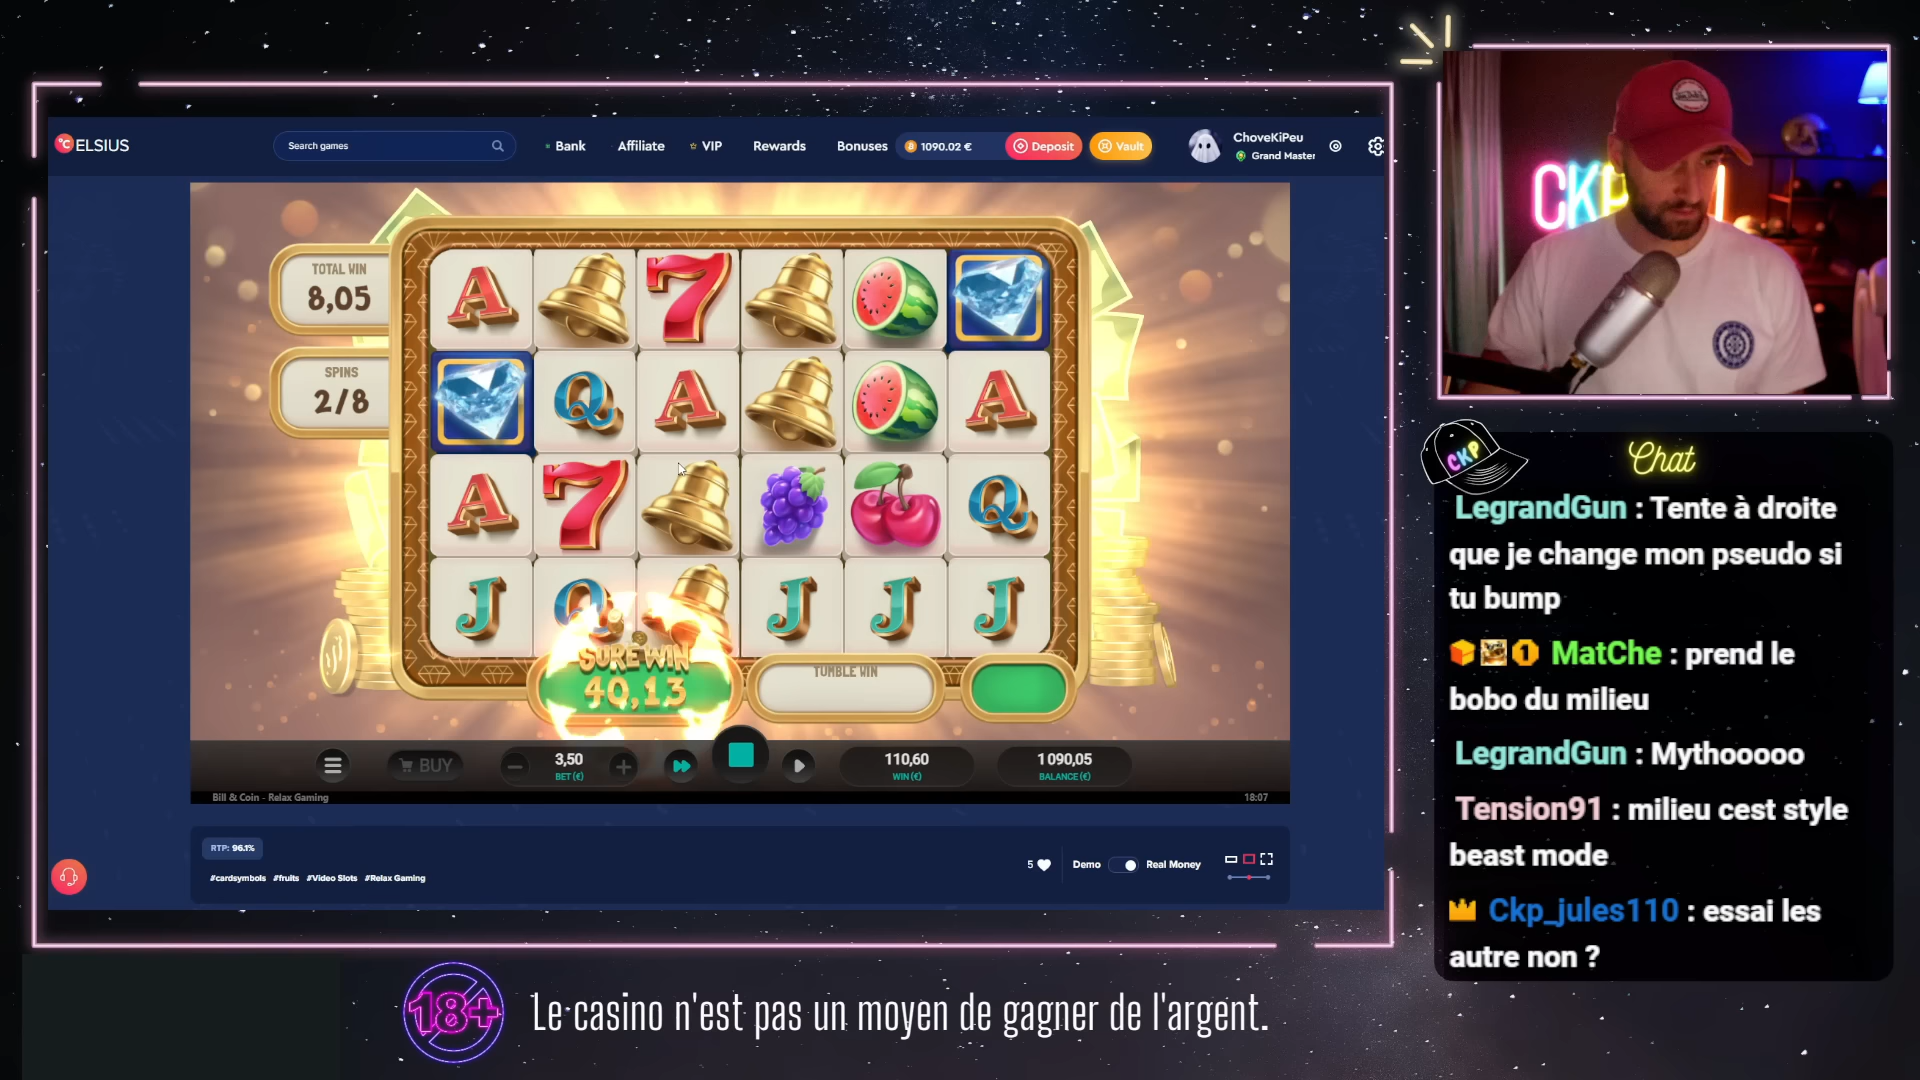 °C ELSIUS
Search games
Bank
Affiliate
VIP
Rewards
Bonuses
1090.02 €
Deposit
Vault
ChoveKiPeu
Grand Master
TOTAL WIN
8,05
SPINS
2/8
A
7
Q
A
A
A
7
Q
J
Q
J
J
J
SURE WIN
40,13
TUMBLE WIN
BUY
3,50
BET (€)
110,60
WIN (€)
1 090,05
BALANCE (€)
Bill & Coin - Relax Gaming
18:07
RTP: 96.1%
#cardsymbols #fruits #Video Slots #Relax Gaming
5
Demo
Real Money
CKP
CKP
Chat
LegrandGun : Tente à droite
que je change mon pseudo si
tu bump
1 MatChe : prend le
bobo du milieu
LegrandGun : Mythooooo
Tension91 : milieu cest style
beast mode
Ckp_jules110 : essai les
autre non ?
18+
Le casino n'est pas un moyen de gagner de l'argent.